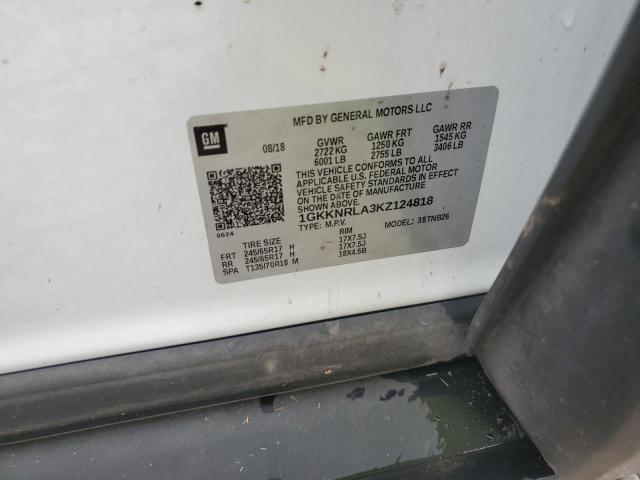 MFD BY GENERAL MOTORS LLC
GM
08/18
GVWR GAWR FRT GAWR RR
2722 KG 1250 KG 1545 KG
6001 LB 2755 LB 3406 LB
THIS VEHICLE CONFORMS TO ALL
APPLICABLE U.S. FEDERAL MOTOR
VEHICLE SAFETY STANDARDS IN EFFECT
ON THE DATE OF MANUFACTURE
SHOWN ABOVE.
1GKKNRLA3KZ124818
TYPE: M.P.V. MODEL: 38TNB26
9624
TIRE SIZE RIM
FRT 245/65R17 H 17X7.5J
RR 245/65R17 H 17X7.5J
SPA T135/70R18 M 18X4.5B